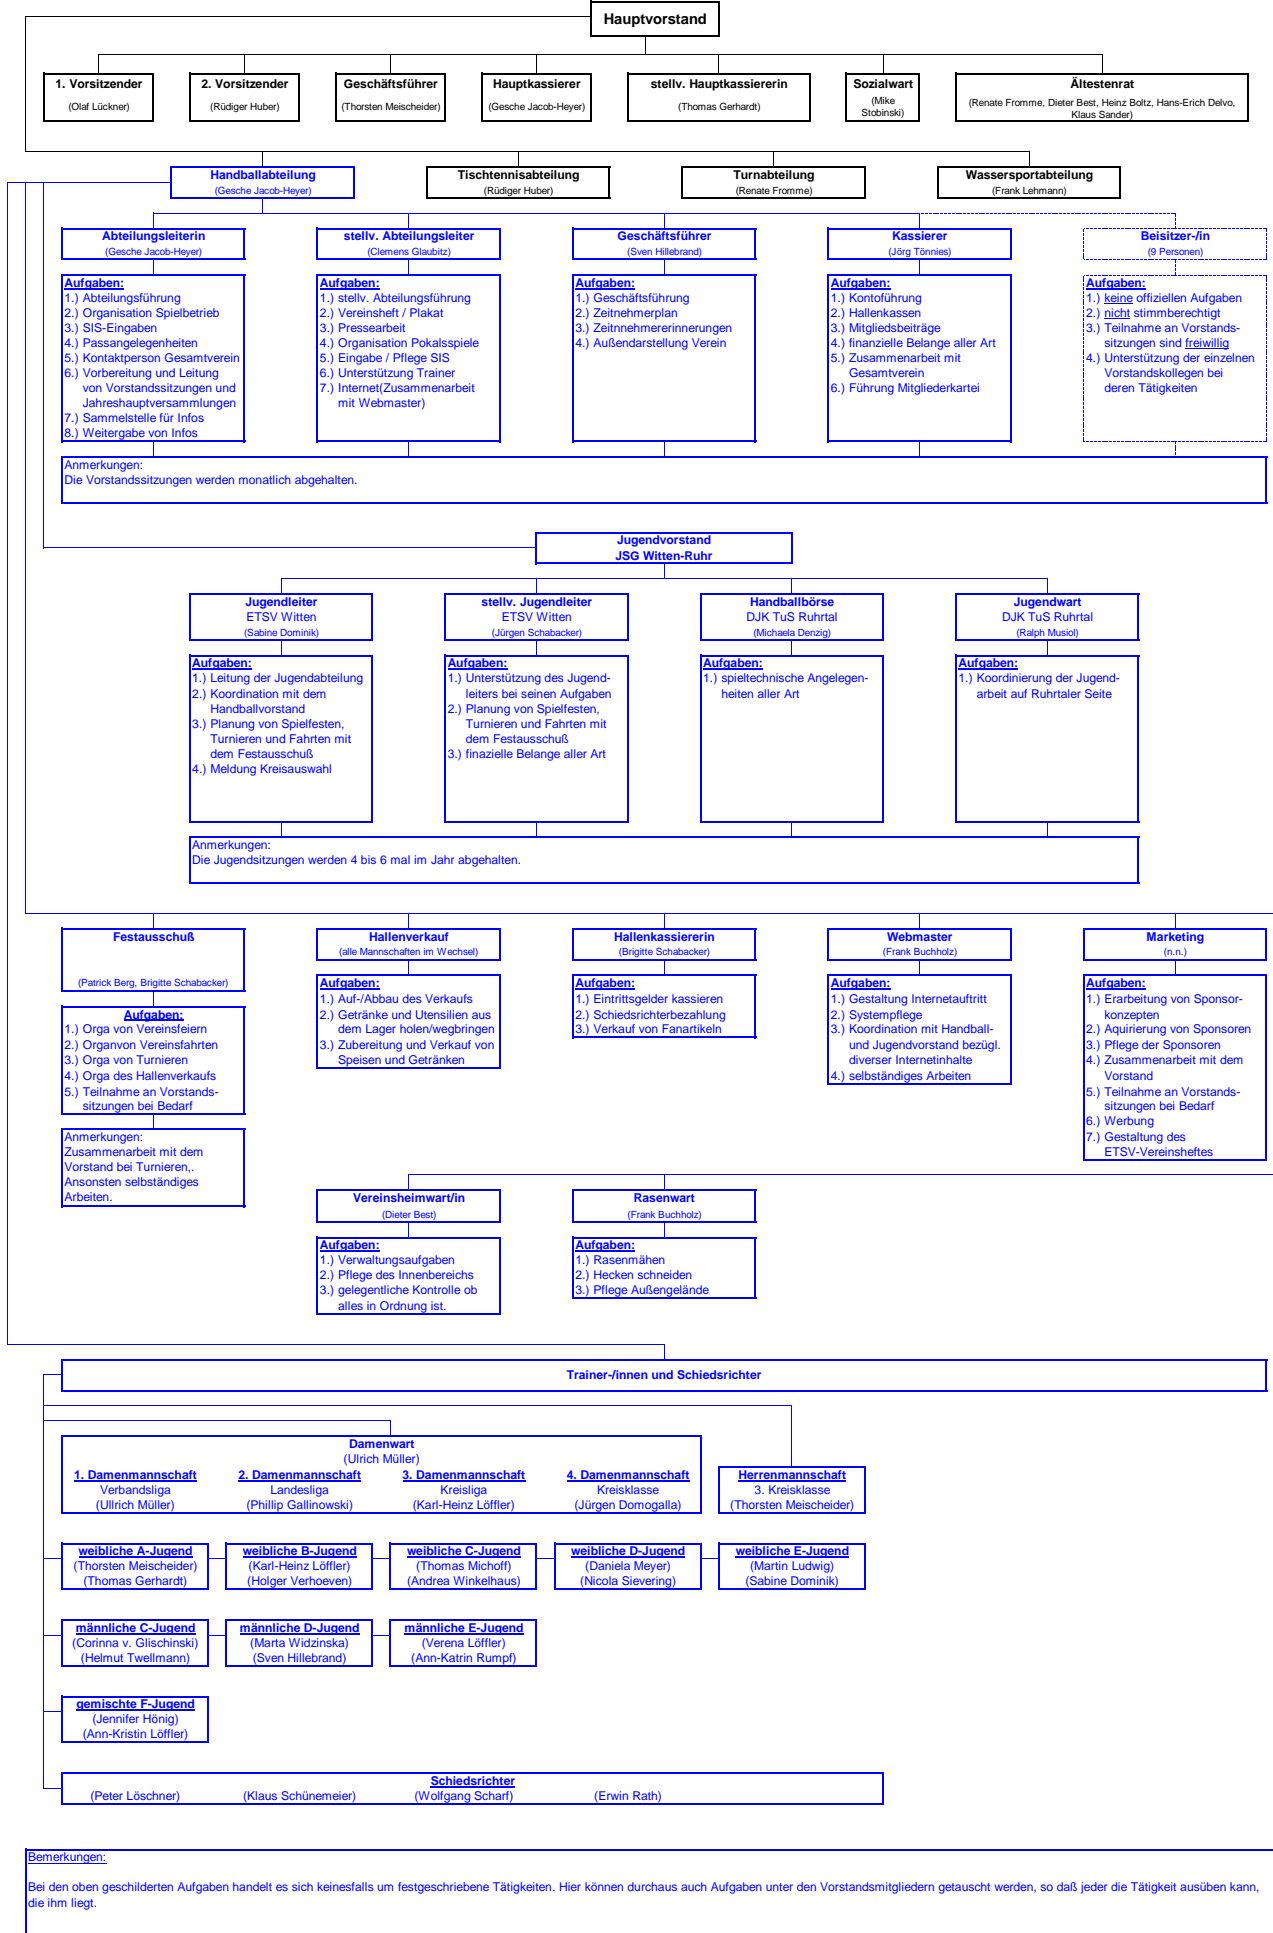 Hauptvorstand
1. Vorsitzender
(Olaf Lückner)
2. Vorsitzender
(Rüdiger Huber)
Geschäftsführer
(Thorsten Meischeider)
Hauptkassierer
(Gesche Jacob-Heyer)
stellv. Hauptkassiererin
(Thomas Gerhardt)
Sozialwart
(Mike
Stobinski)
Ältestenrat
(Renate Fromme, Dieter Best, Heinz Boltz, Hans-Erich Delvo,
Klaus Sander)
Handballabteilung
(Gesche Jacob-Heyer)
Tischtennisabteilung
(Rüdiger Huber)
Turnabteilung
(Renate Fromme)
Wassersportabteilung
(Frank Lehmann)
Abteilungsleiterin
(Gesche Jacob-Heyer)
Aufgaben:
1.) Abteilungsführung
2.) Organisation Spielbetrieb
3.) SIS-Eingaben
4.) Passangelegenheiten
5.) Kontaktperson Gesamtverein
6.) Vorbereitung und Leitung
von Vorstandssitzungen und
Jahreshauptversammlungen
7.) Sammelstelle für Infos
8.) Weitergabe von Infos
stellv. Abteilungsleiter
(Clemens Glaubitz)
Aufgaben:
1.) stellv. Abteilungsführung
2.) Vereinsheft / Plakat
3.) Pressearbeit
4.) Organisation Pokalsspiele
5.) Eingabe / Pflege SIS
6.) Unterstützung Trainer
7.) Internet(Zusammenarbeit
mit Webmaster)
Geschäftsführer
(Sven Hillebrand)
Aufgaben:
1.) Geschäftsführung
2.) Zeitnehmerplan
3.) Zeitnnehmererinnerungen
4.) Außendarstellung Verein
Kassierer
(Jörg Tönnies)
Aufgaben:
1.) Kontoführung
2.) Hallenkassen
3.) Mitgliedsbeiträge
4.) finanzielle Belange aller Art
5.) Zusammenarbeit mit
Gesamtverein
6.) Führung Mitgliederkartei
Beisitzer-/in
(9 Personen)
Aufgaben:
1.) keine offiziellen Aufgaben
2.) nicht stimmberechtigt
3.) Teilnahme an Vorstands-
sitzungen sind freiwillig
4.) Unterstützung der einzelnen
Vorstandskollegen bei
deren Tätigkeiten
Anmerkungen:
Die Vorstandssitzungen werden monatlich abgehalten.
Jugendvorstand
JSG Witten-Ruhr
Jugendleiter
ETSV Witten
(Sabine Dominik)
Aufgaben:
1.) Leitung der Jugendabteilung
2.) Koordination mit dem
Handballvorstand
3.) Planung von Spielfesten,
Turnieren und Fahrten mit
dem Festausschuß
4.) Meldung Kreisauswahl
stellv. Jugendleiter
ETSV Witten
(Jürgen Schabacker)
Aufgaben:
1.) Unterstützung des Jugend-
leiters bei seinen Aufgaben
2.) Planung von Spielfesten,
Turnieren und Fahrten mit
dem Festausschuß
3.) finazielle Belange aller Art
Handballbörse
DJK TuS Ruhrtal
(Michaela Denzig)
Aufgaben:
1.) spieltechnische Angelegen-
heiten aller Art
Jugendwart
DJK TuS Ruhrtal
(Ralph Musiol)
Aufgaben:
1.) Koordinierung der Jugend-
arbeit auf Ruhrtaler Seite
Anmerkungen:
Die Jugendsitzungen werden 4 bis 6 mal im Jahr abgehalten.
Festausschuß
(Patrick Berg, Brigitte Schabacker)
Aufgaben:
1.) Orga von Vereinsfeiern
2.) Organvon Vereinsfahrten
3.) Orga von Turnieren
4.) Orga des Hallenverkaufs
5.) Teilnahme an Vorstands-
sitzungen bei Bedarf
Anmerkungen:
Zusammenarbeit mit dem
Vorstand bei Turnieren,.
Ansonsten selbständiges
Arbeiten.
Hallenverkauf
(alle Mannschaften im Wechsel)
Aufgaben:
1.) Auf-/Abbau des Verkaufs
2.) Getränke und Utensilien aus
dem Lager holen/wegbringen
3.) Zubereitung und Verkauf von
Speisen und Getränken
Hallenkassiererin
(Brigitte Schabacker)
Aufgaben:
1.) Eintrittsgelder kassieren
2.) Schiedsrichterbezahlung
3.) Verkauf von Fanartikeln
Webmaster
(Frank Buchholz)
Aufgaben:
1.) Gestaltung Internetauftritt
2.) Systempflege
3.) Koordination mit Handball-
und Jugendvorstand bezügl.
diverser Internetinhalte
4.) selbständiges Arbeiten
Marketing
(n.n.)
Aufgaben:
1.) Erarbeitung von Sponsor-
konzepten
2.) Aquirierung von Sponsoren
3.) Pflege der Sponsoren
4.) Zusammenarbeit mit dem
Vorstand
5.) Teilnahme an Vorstands-
sitzungen bei Bedarf
6.) Werbung
7.) Gestaltung des
ETSV-Vereinsheftes
Vereinsheimwart/in
(Dieter Best)
Aufgaben:
1.) Verwaltungsaufgaben
2.) Pflege des Innenbereichs
3.) gelegentliche Kontrolle ob
alles in Ordnung ist.
Rasenwart
(Frank Buchholz)
Aufgaben:
1.) Rasenmähen
2.) Hecken schneiden
3.) Pflege Außengelände
Trainer-/innen und Schiedsrichter
Damenwart
(Ulrich Müller)
1. Damenmannschaft
Verbandsliga
(Ullrich Müller)
2. Damenmannschaft
Landesliga
(Phillip Gallinowski)
3. Damenmannschaft
Kreisliga
(Karl-Heinz Löffler)
4. Damenmannschaft
Kreisklasse
(Jürgen Domogalla)
Herrenmannschaft
3. Kreisklasse
(Thorsten Meischeider)
weibliche A-Jugend
(Thorsten Meischeider)
(Thomas Gerhardt)
weibliche B-Jugend
(Karl-Heinz Löffler)
(Holger Verhoeven)
weibliche C-Jugend
(Thomas Michoff)
(Andrea Winkelhaus)
weibliche D-Jugend
(Daniela Meyer)
(Nicola Sievering)
weibliche E-Jugend
(Martin Ludwig)
(Sabine Dominik)
männliche C-Jugend
(Corinna v. Glischinski)
(Helmut Twellmann)
männliche D-Jugend
(Marta Widzinska)
(Sven Hillebrand)
männliche E-Jugend
(Verena Löffler)
(Ann-Katrin Rumpf)
gemischte F-Jugend
(Jennifer Hönig)
(Ann-Kristin Löffler)
Schiedsrichter
(Peter Löschner) (Klaus Schünemeier) (Wolfgang Scharf) (Erwin Rath)
Bemerkungen:
Bei den oben geschilderten Aufgaben handelt es sich keinesfalls um festgeschriebene Tätigkeiten. Hier können durchaus auch Aufgaben unter den Vorstandsmitgliedern getauscht werden, so daß jeder die Tätigkeit ausüben kann,
die ihm liegt.